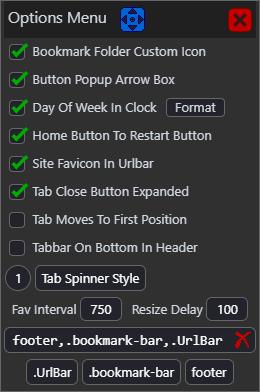 Options Menu
Bookmark Folder Custom Icon
Button Popup Arrow Box
Day Of Week In Clock Format
Home Button To Restart Button
Site Favicon In Urlbar
Tab Close Button Expanded
Tab Moves To First Position
Tabbar On Bottom In Header
1 Tab Spinner Style
Fav Interval 750 Resize Delay 100
footer,.bookmark-bar,.UrlBar
.UrlBar .bookmark-bar footer